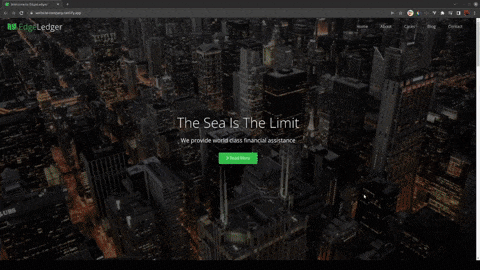 Welcome to EdgeLedger
EdgeLedger
Home
About
Cases
Blog
Contact
The Sea Is The Limit
We provide world class financial assistance
Read More